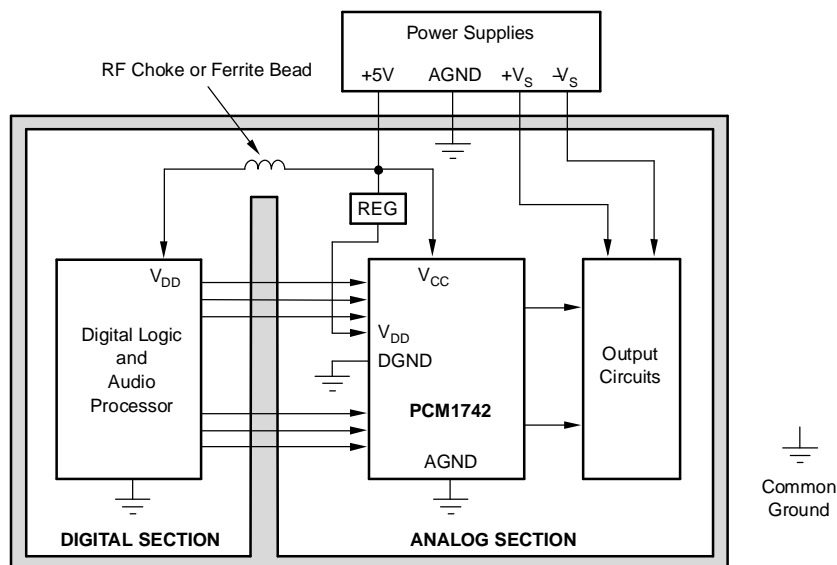 Power Supplies
+5V AGND +VS –VS
RF Choke or Ferrite Bead
REG
VDD
VCC
Digital Logic
and
Audio
Processor
VDD
DGND
PCM1742
AGND
Output
Circuits
Common
Ground
DIGITAL SECTION
ANALOG SECTION